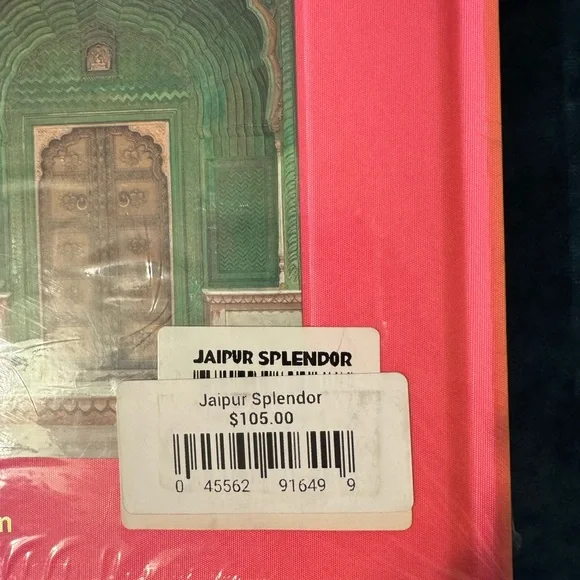 JAIPUR SPLENDOR
Jaipur Splendor
$105.00
0 45562 91649 9
n